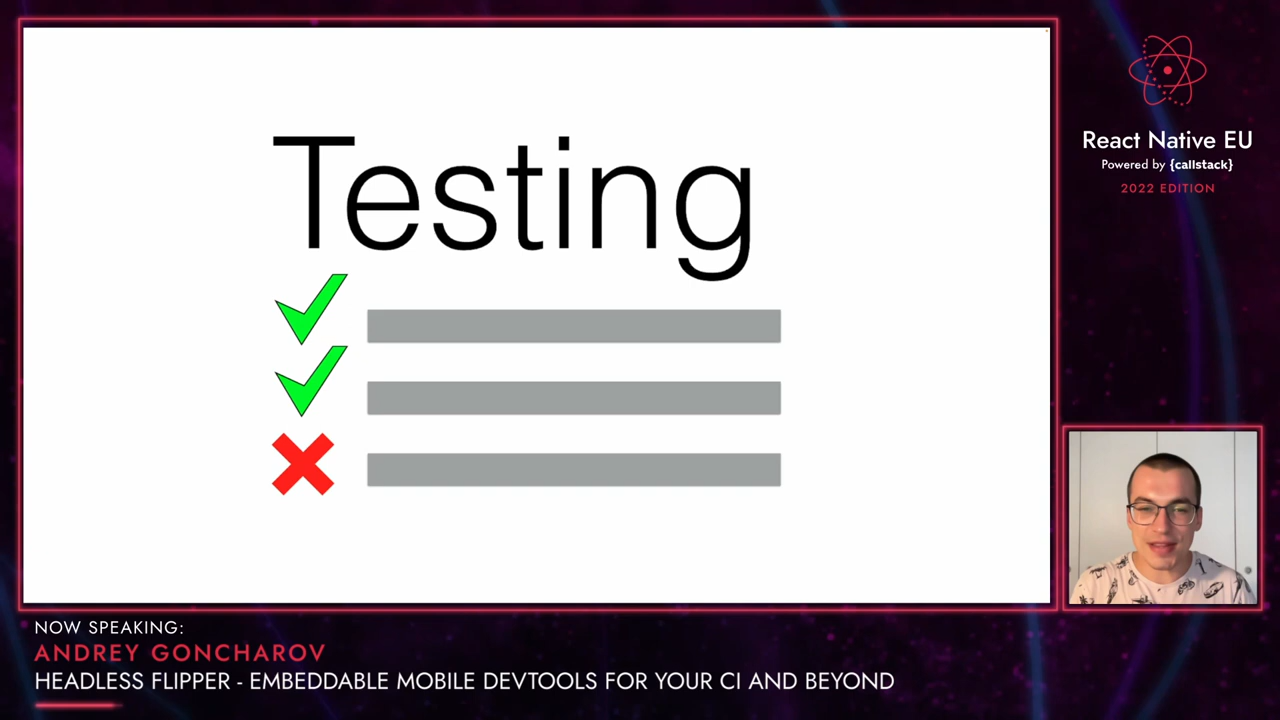 Testing
React Native EU
Powered by {callstack}
2022 EDITION
NOW SPEAKING:
ANDREY GONCHAROV
HEADLESS FLIPPER - EMBEDDABLE MOBILE DEVTOOLS FOR YOUR CI AND BEYOND